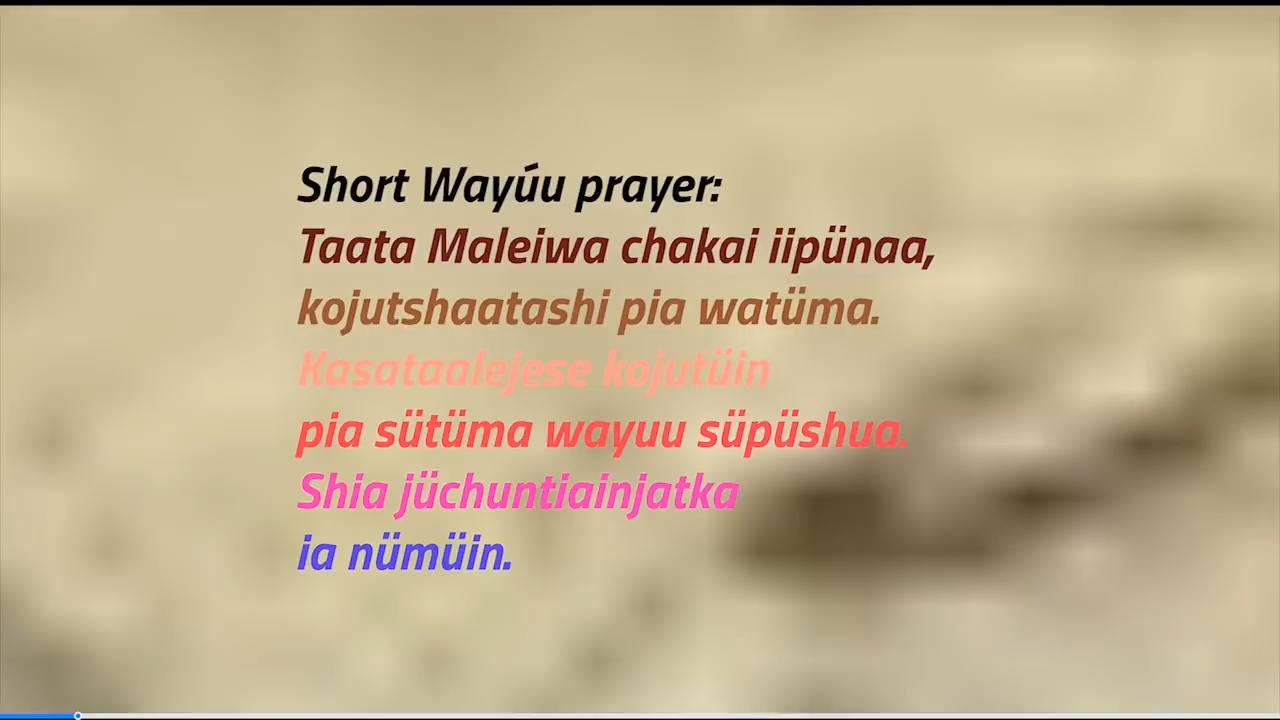 Short Wayúu prayer:
Taata Maleiwa chakai iipünaa,
kojutshaatashi pia watüma.
Kasataalejese kojutüin
pia sütüma wayuu süpüshua.
Shia jüchuntiainjatka
ia nümüin.